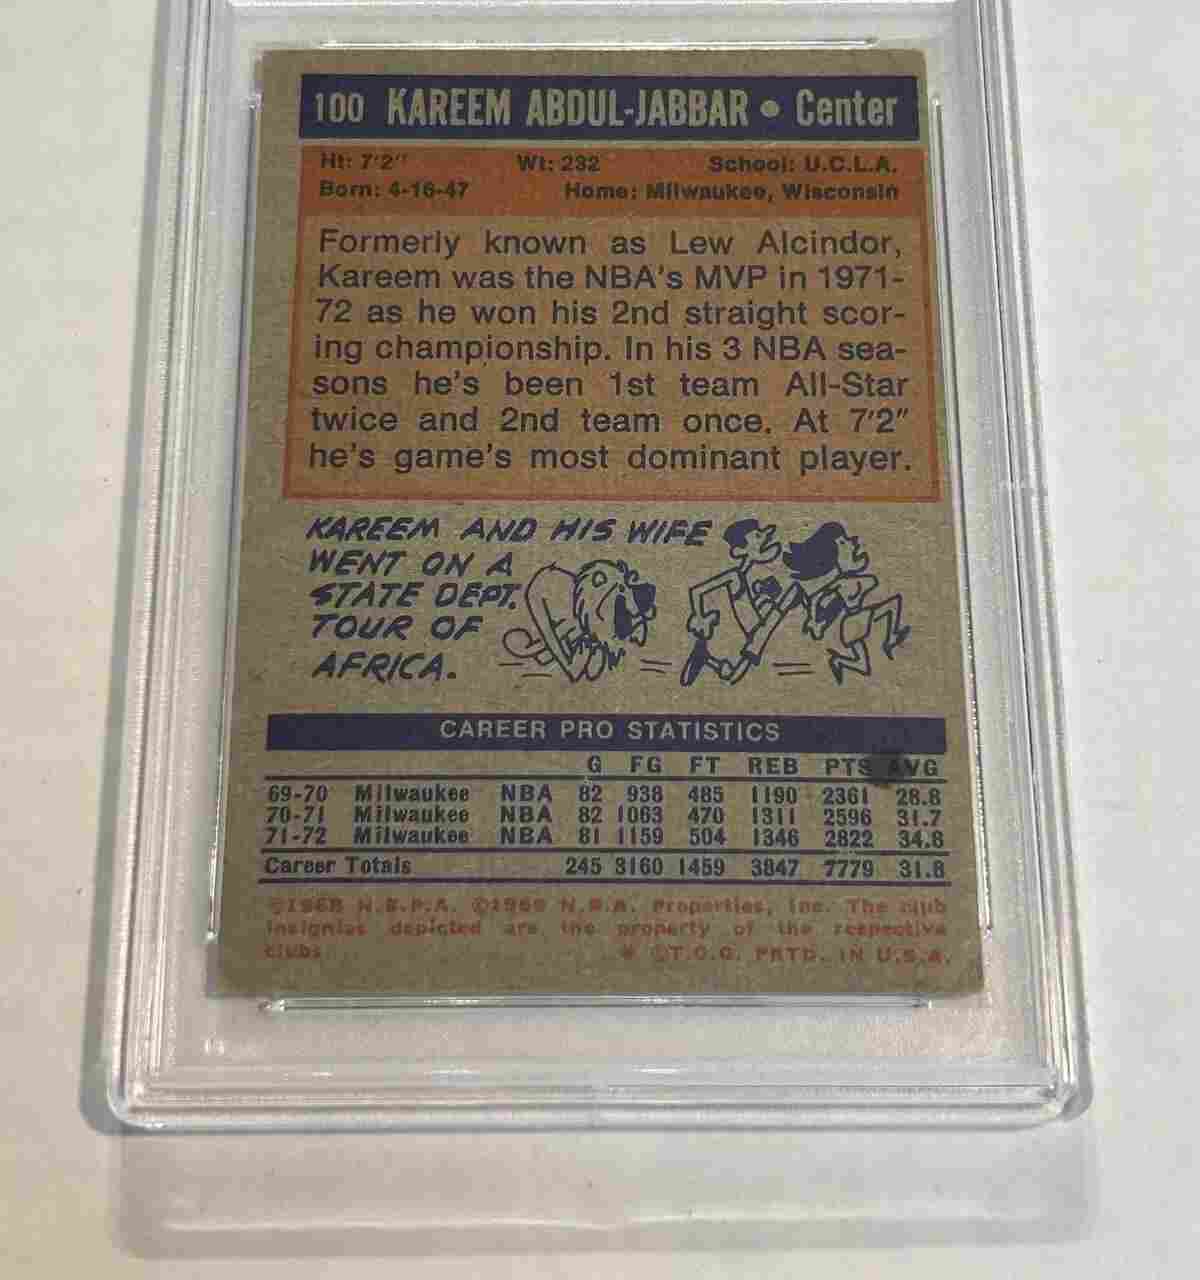 100 KAREEM ABDUL-JABBAR • Center
Ht: 7'2" Wt: 232 School: U.C.L.A.
Born: 4-16-47 Home: Milwaukee, Wisconsin
Formerly known as Lew Alcindor,
Kareem was the NBA's MVP in 1971-
72 as he won his 2nd straight scor-
ing championship. In his 3 NBA sea-
sons he's been 1st team All-Star
twice and 2nd team once. At 7'2"
he's game's most dominant player.
KAREEM AND HIS WIFE
WENT ON A
STATE DEPT.
TOUR OF
AFRICA.
CAREER PRO STATISTICS
G FG FT REB PTS AVG
69-70 Milwaukee NBA 82 938 485 1190 2361 28.8
70-71 Milwaukee NBA 82 1063 470 1311 2596 31.7
71-72 Milwaukee NBA 81 1159 504 1346 2822 34.8
Career Totals 245 3160 1459 3847 7779 31.8
©1968 N.B.P.A. ©1969 N.B.A. Properties, Inc. The club
insignias depicted are the property of the respective
clubs * ©T.C.G. PRTD. IN U.S.A.